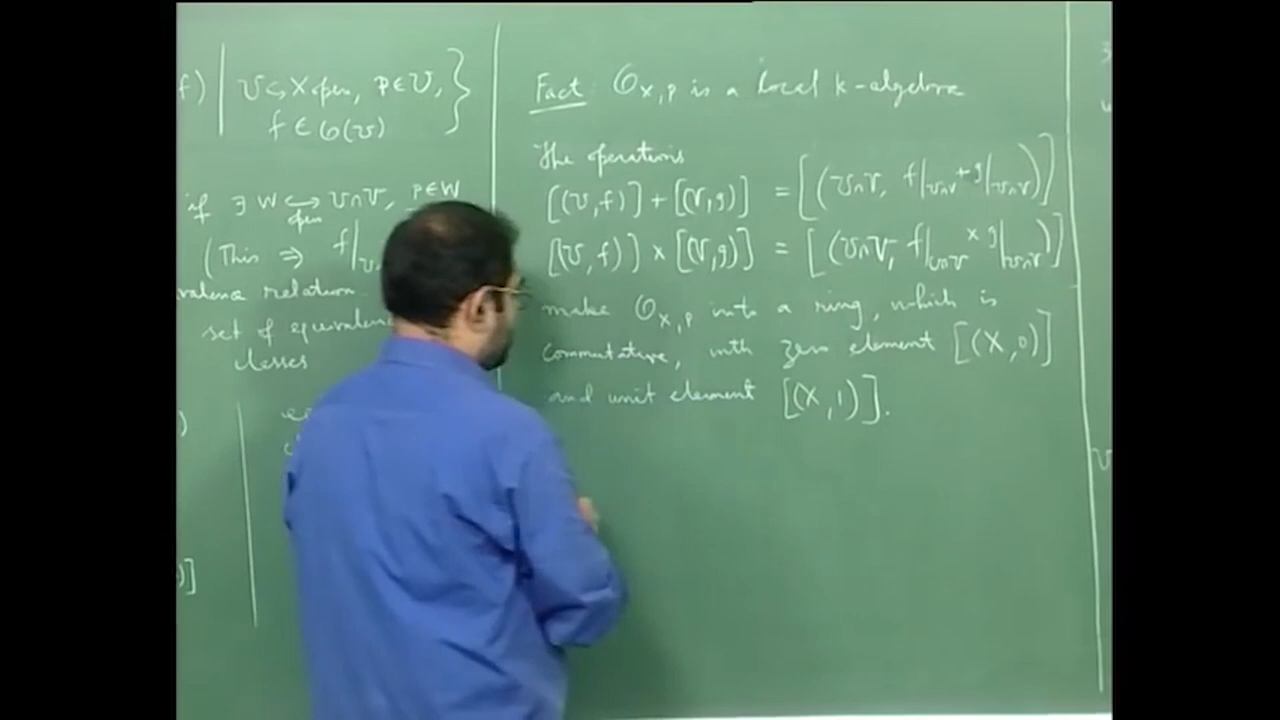 f) | U ⊂ X open, p ∈ U, }
f ∈ O(U)
if ∃ W ↪ U∩V, p ∈ W
open
(This ⇒ f|
valence relation
set of equivalence
classes
)]
Fact: O_{X,p} is a local k-algebra
The operations
[(U,f)] + [(V,g)] = [(U∩V, f|_{U∩V} + g|_{U∩V})]
[(U,f)] × [(V,g)] = [(U∩V, f|_{U∩V} × g|_{U∩V})]
make O_{X,p} into a ring, which is
commutative, with zero element [(X,0)]
and unit element [(X,1)].